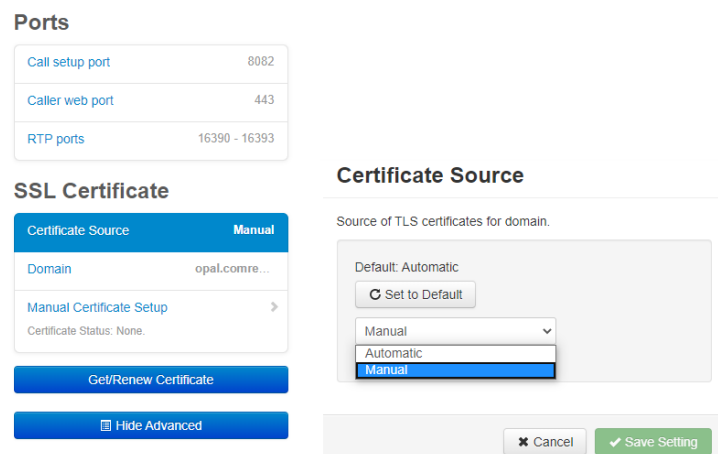 Ports
Call setup port 8082
Caller web port 443
RTP ports 16390 - 16393
SSL Certificate
Certificate Source Manual
Domain opal.comre...
Manual Certificate Setup
Certificate Status: None.
Get/Renew Certificate
Hide Advanced
Certificate Source
Source of TLS certificates for domain.
Default: Automatic
Set to Default
Manual
Automatic
Manual
Cancel
Save Setting